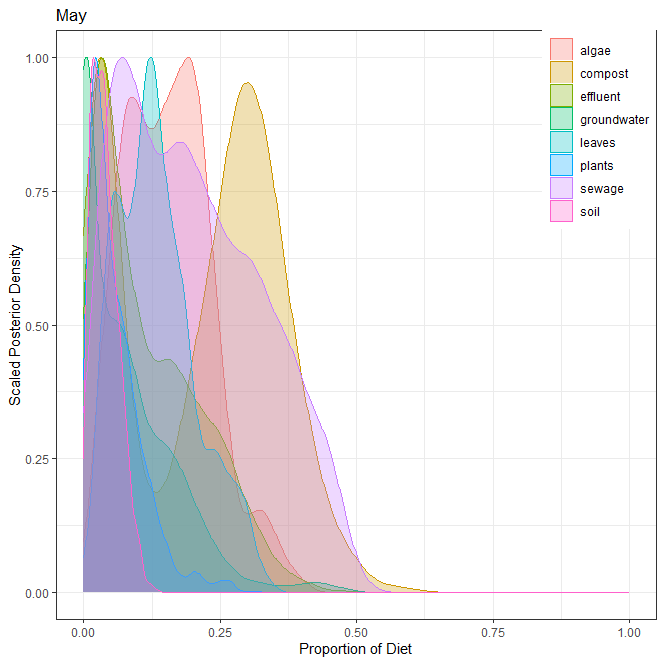 May
1.00
0.75
0.50
0.25
0.00
Scaled Posterior Density
0.00 0.25 0.50 0.75 1.00
Proportion of Diet
algae
compost
effluent
groundwater
leaves
plants
sewage
soil